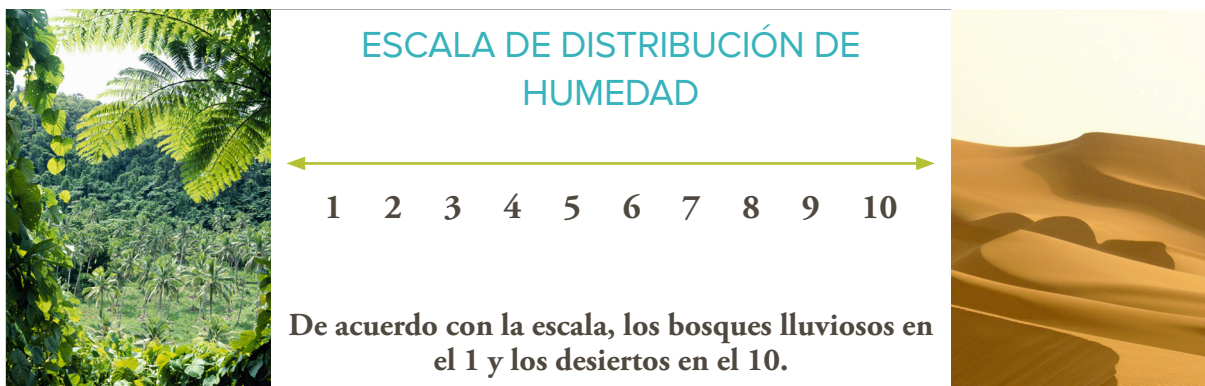 ESCALA DE DISTRIBUCIÓN DE
HUMEDAD
1 2 3 4 5 6 7 8 9 10
De acuerdo con la escala, los bosques lluviosos en
el 1 y los desiertos en el 10.